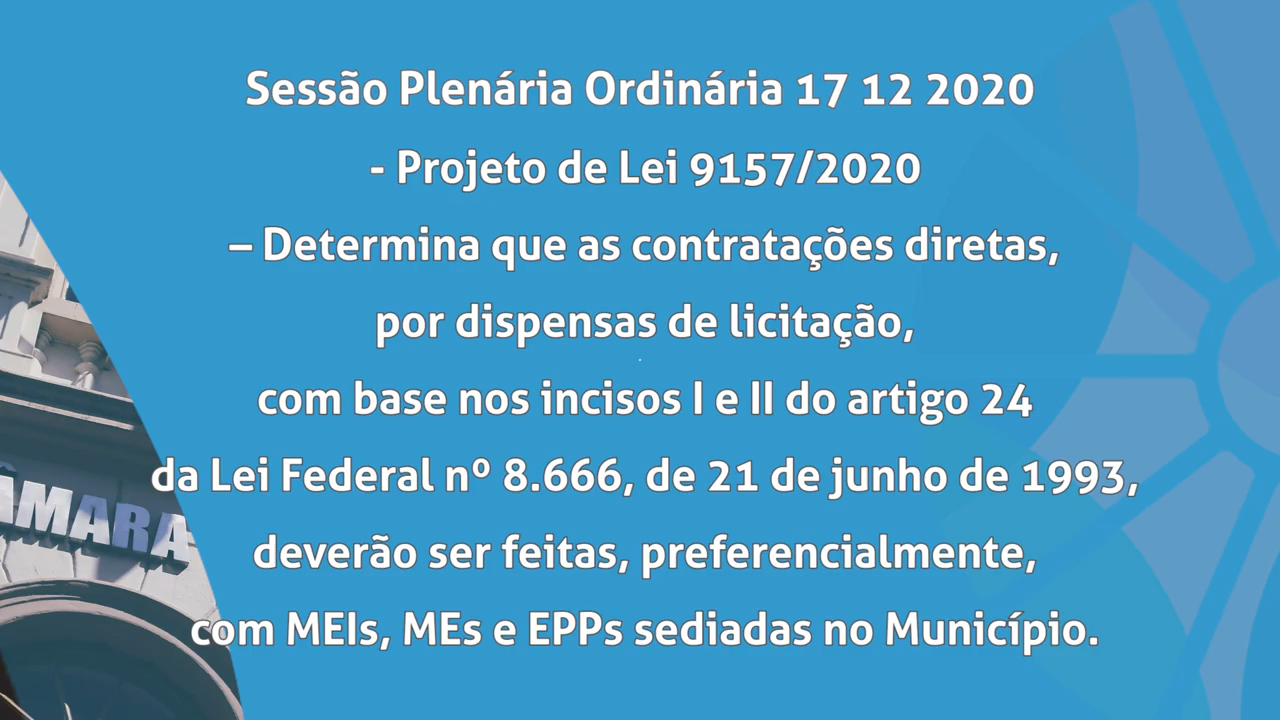 Sessão Plenária Ordinária 17 12 2020
- Projeto de Lei 9157/2020
– Determina que as contratações diretas,
por dispensas de licitação,
com base nos incisos I e II do artigo 24
da Lei Federal nº 8.666, de 21 de junho de 1993,
deverão ser feitas, preferencialmente,
com MEIs, MEs e EPPs sediadas no Município.
ÂMARA